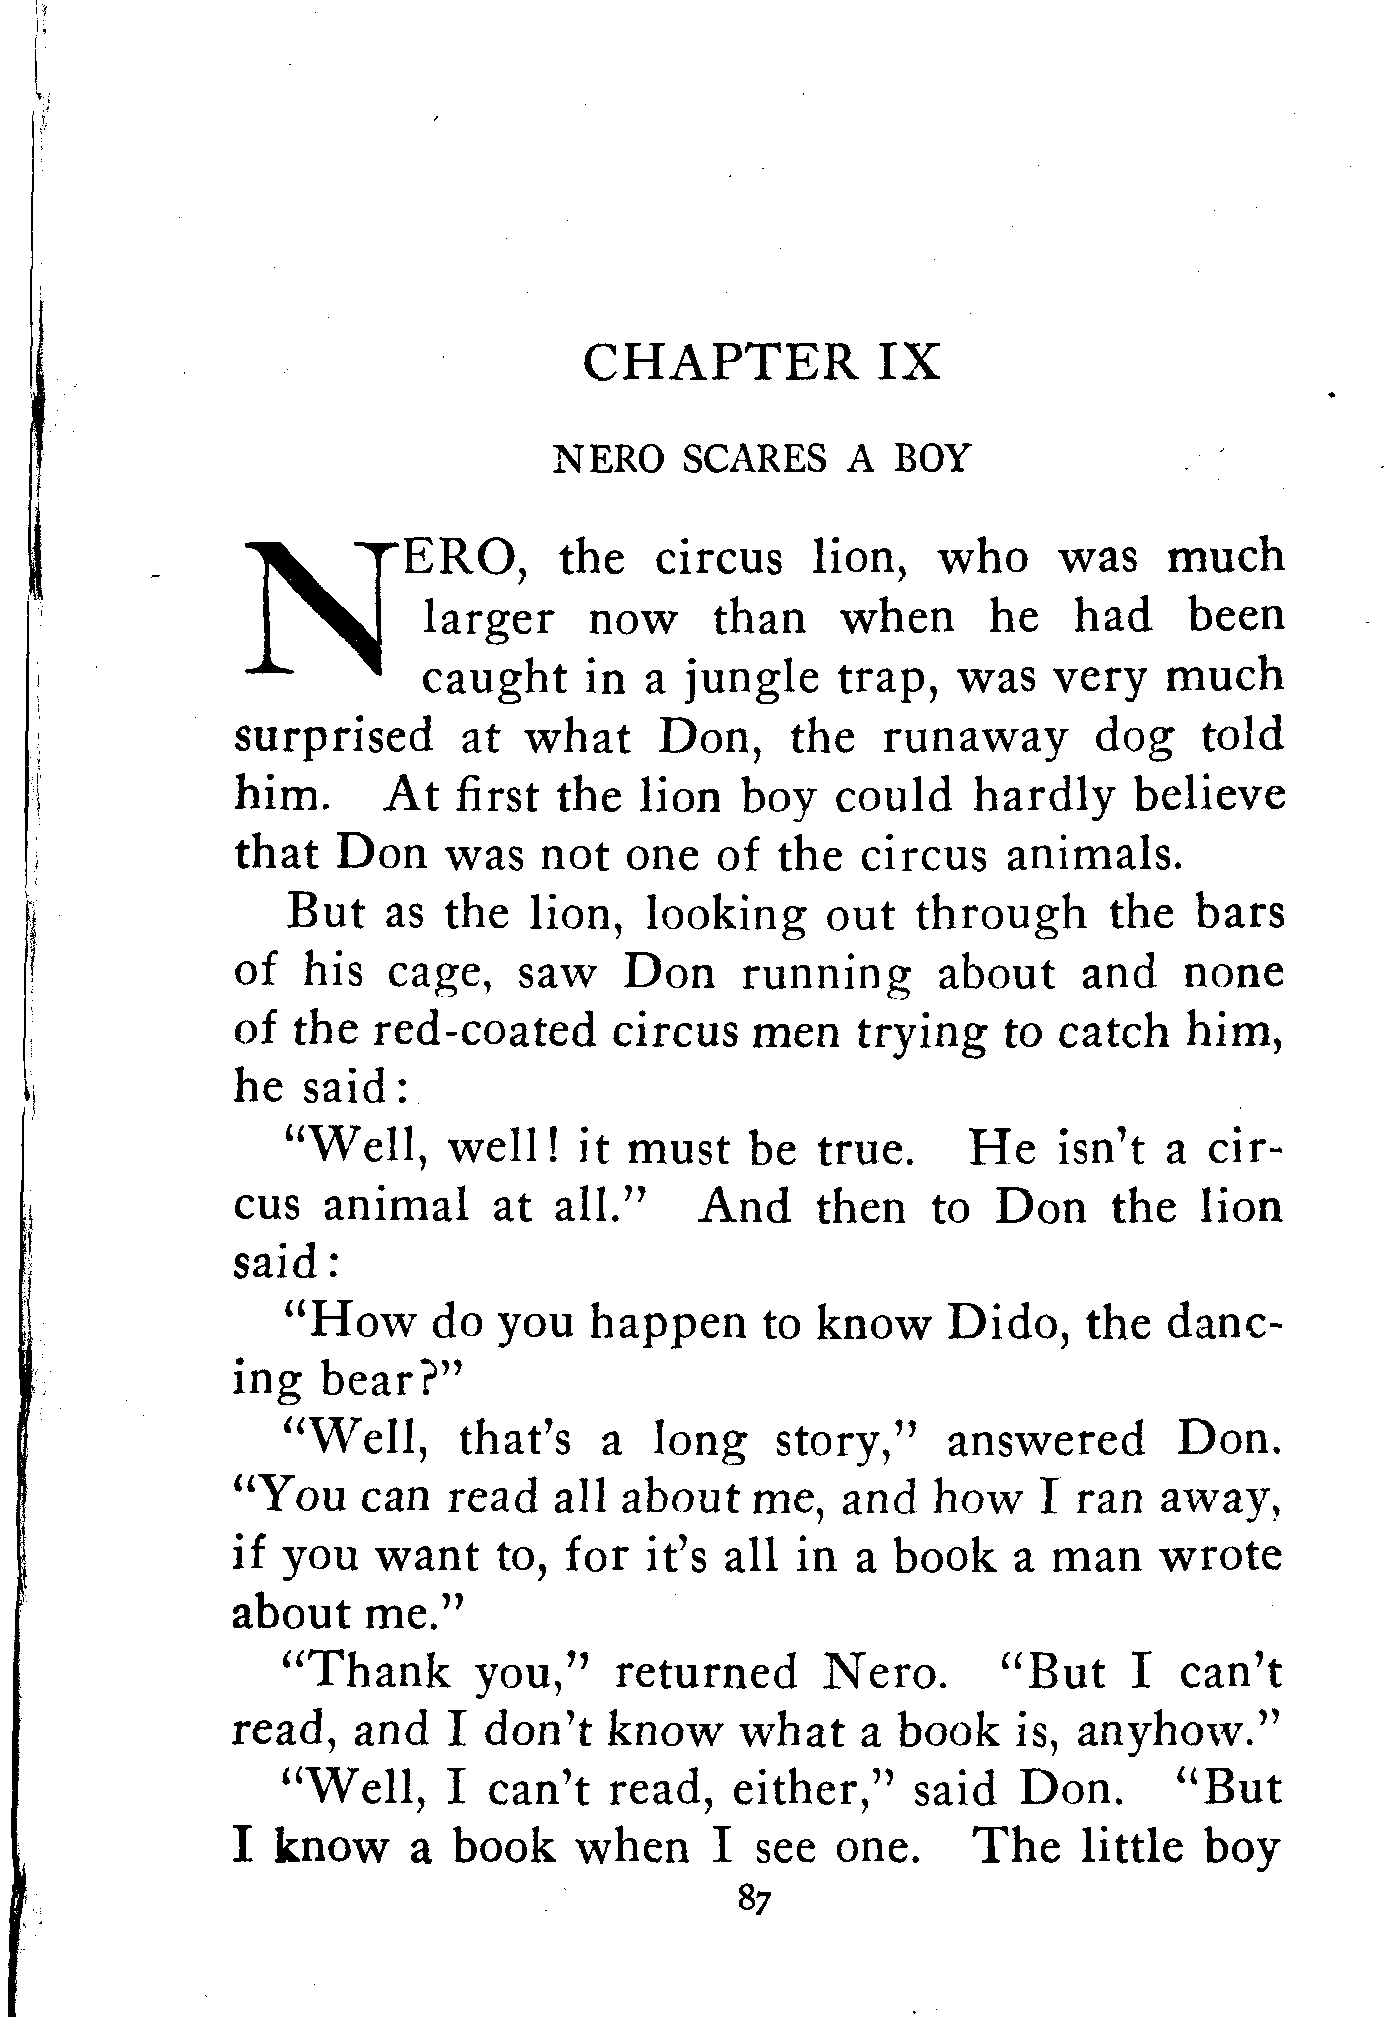 CHAPTER IX
NERO SCARES A BOY
NERO, the circus lion, who was much
larger now than when he had been
caught in a jungle trap, was very much
surprised at what Don, the runaway dog told
him. At first the lion boy could hardly believe
that Don was not one of the circus animals.
But as the lion, looking out through the bars
of his cage, saw Don running about and none
of the red-coated circus men trying to catch him,
he said:
"Well, well! it must be true. He isn't a cir-
cus animal at all." And then to Don the lion
said:
"How do you happen to know Dido, the danc-
ing bear?"
"Well, that's a long story," answered Don.
"You can read all about me, and how I ran away,
if you want to, for it's all in a book a man wrote
about me."
"Thank you," returned Nero. "But I can't
read, and I don't know what a book is, anyhow."
"Well, I can't read, either," said Don. "But
I know a book when I see one. The little boy
87